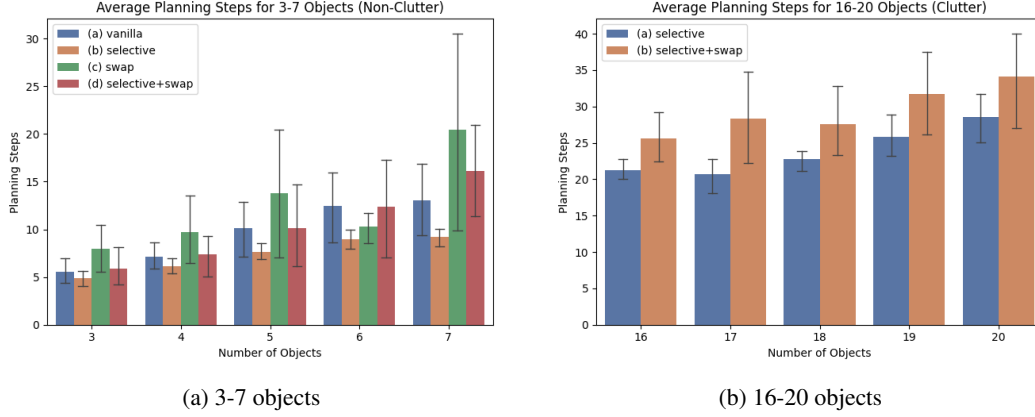 Average Planning Steps for 3-7 Objects (Non-Clutter)
30
25
20
15
10
5
0
Planning Steps
(a) vanilla
(b) selective
(c) swap
(d) selective+swap
3 4 5 6 7
Number of Objects
(a) 3-7 objects
Average Planning Steps for 16-20 Objects (Clutter)
40
35
30
25
20
15
10
5
0
Planning Steps
(a) selective
(b) selective+swap
16 17 18 19 20
Number of Objects
(b) 16-20 objects